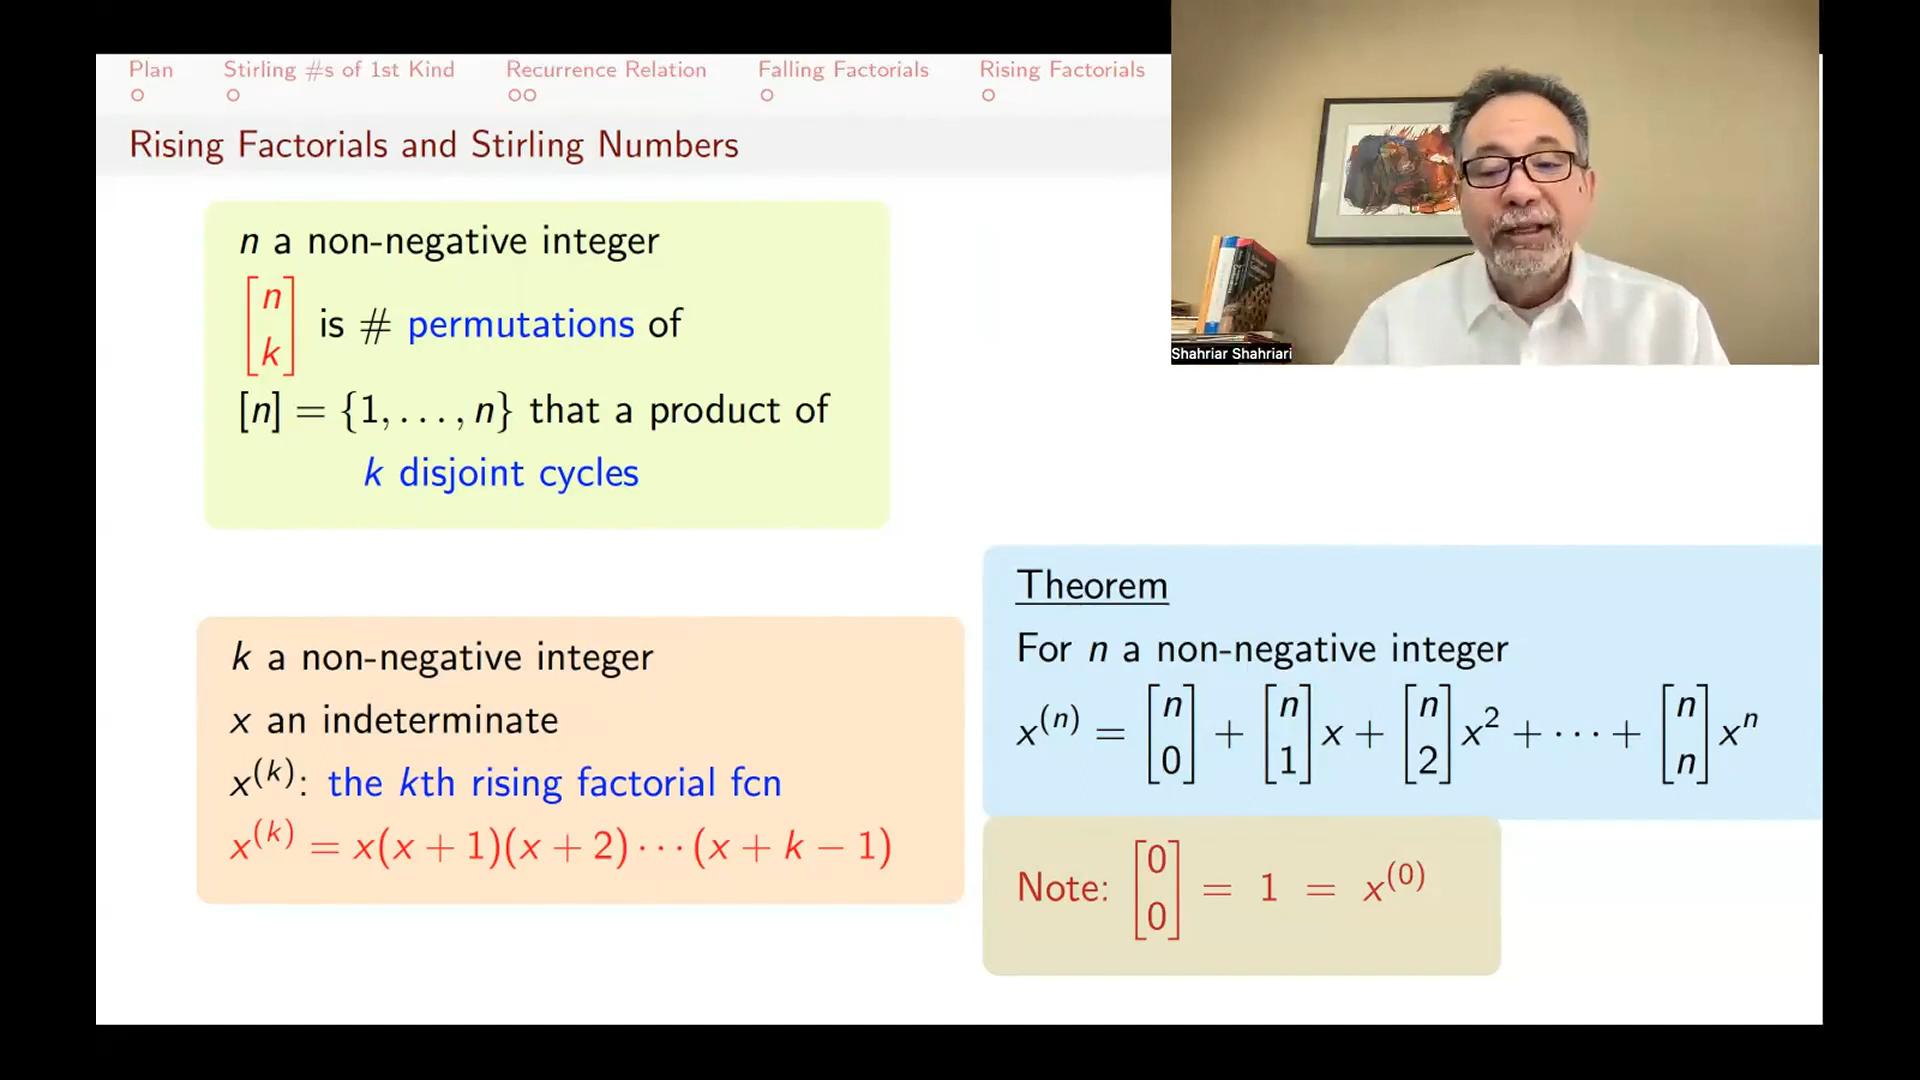 Plan Stirling #s of 1st Kind Recurrence Relation Falling Factorials Rising Factorials
Rising Factorials and Stirling Numbers
n a non-negative integer
[n k] is # permutations of
[n] = {1, . . . , n} that a product of
k disjoint cycles
k a non-negative integer
x an indeterminate
x^(k): the kth rising factorial fcn
x^(k) = x(x + 1)(x + 2) · · · (x + k − 1)
Shahriar Shahriari
Theorem
For n a non-negative integer
x^(n) = [n 0] + [n 1] x + [n 2] x² + · · · + [n n] xⁿ
Note: [0 0] = 1 = x^(0)